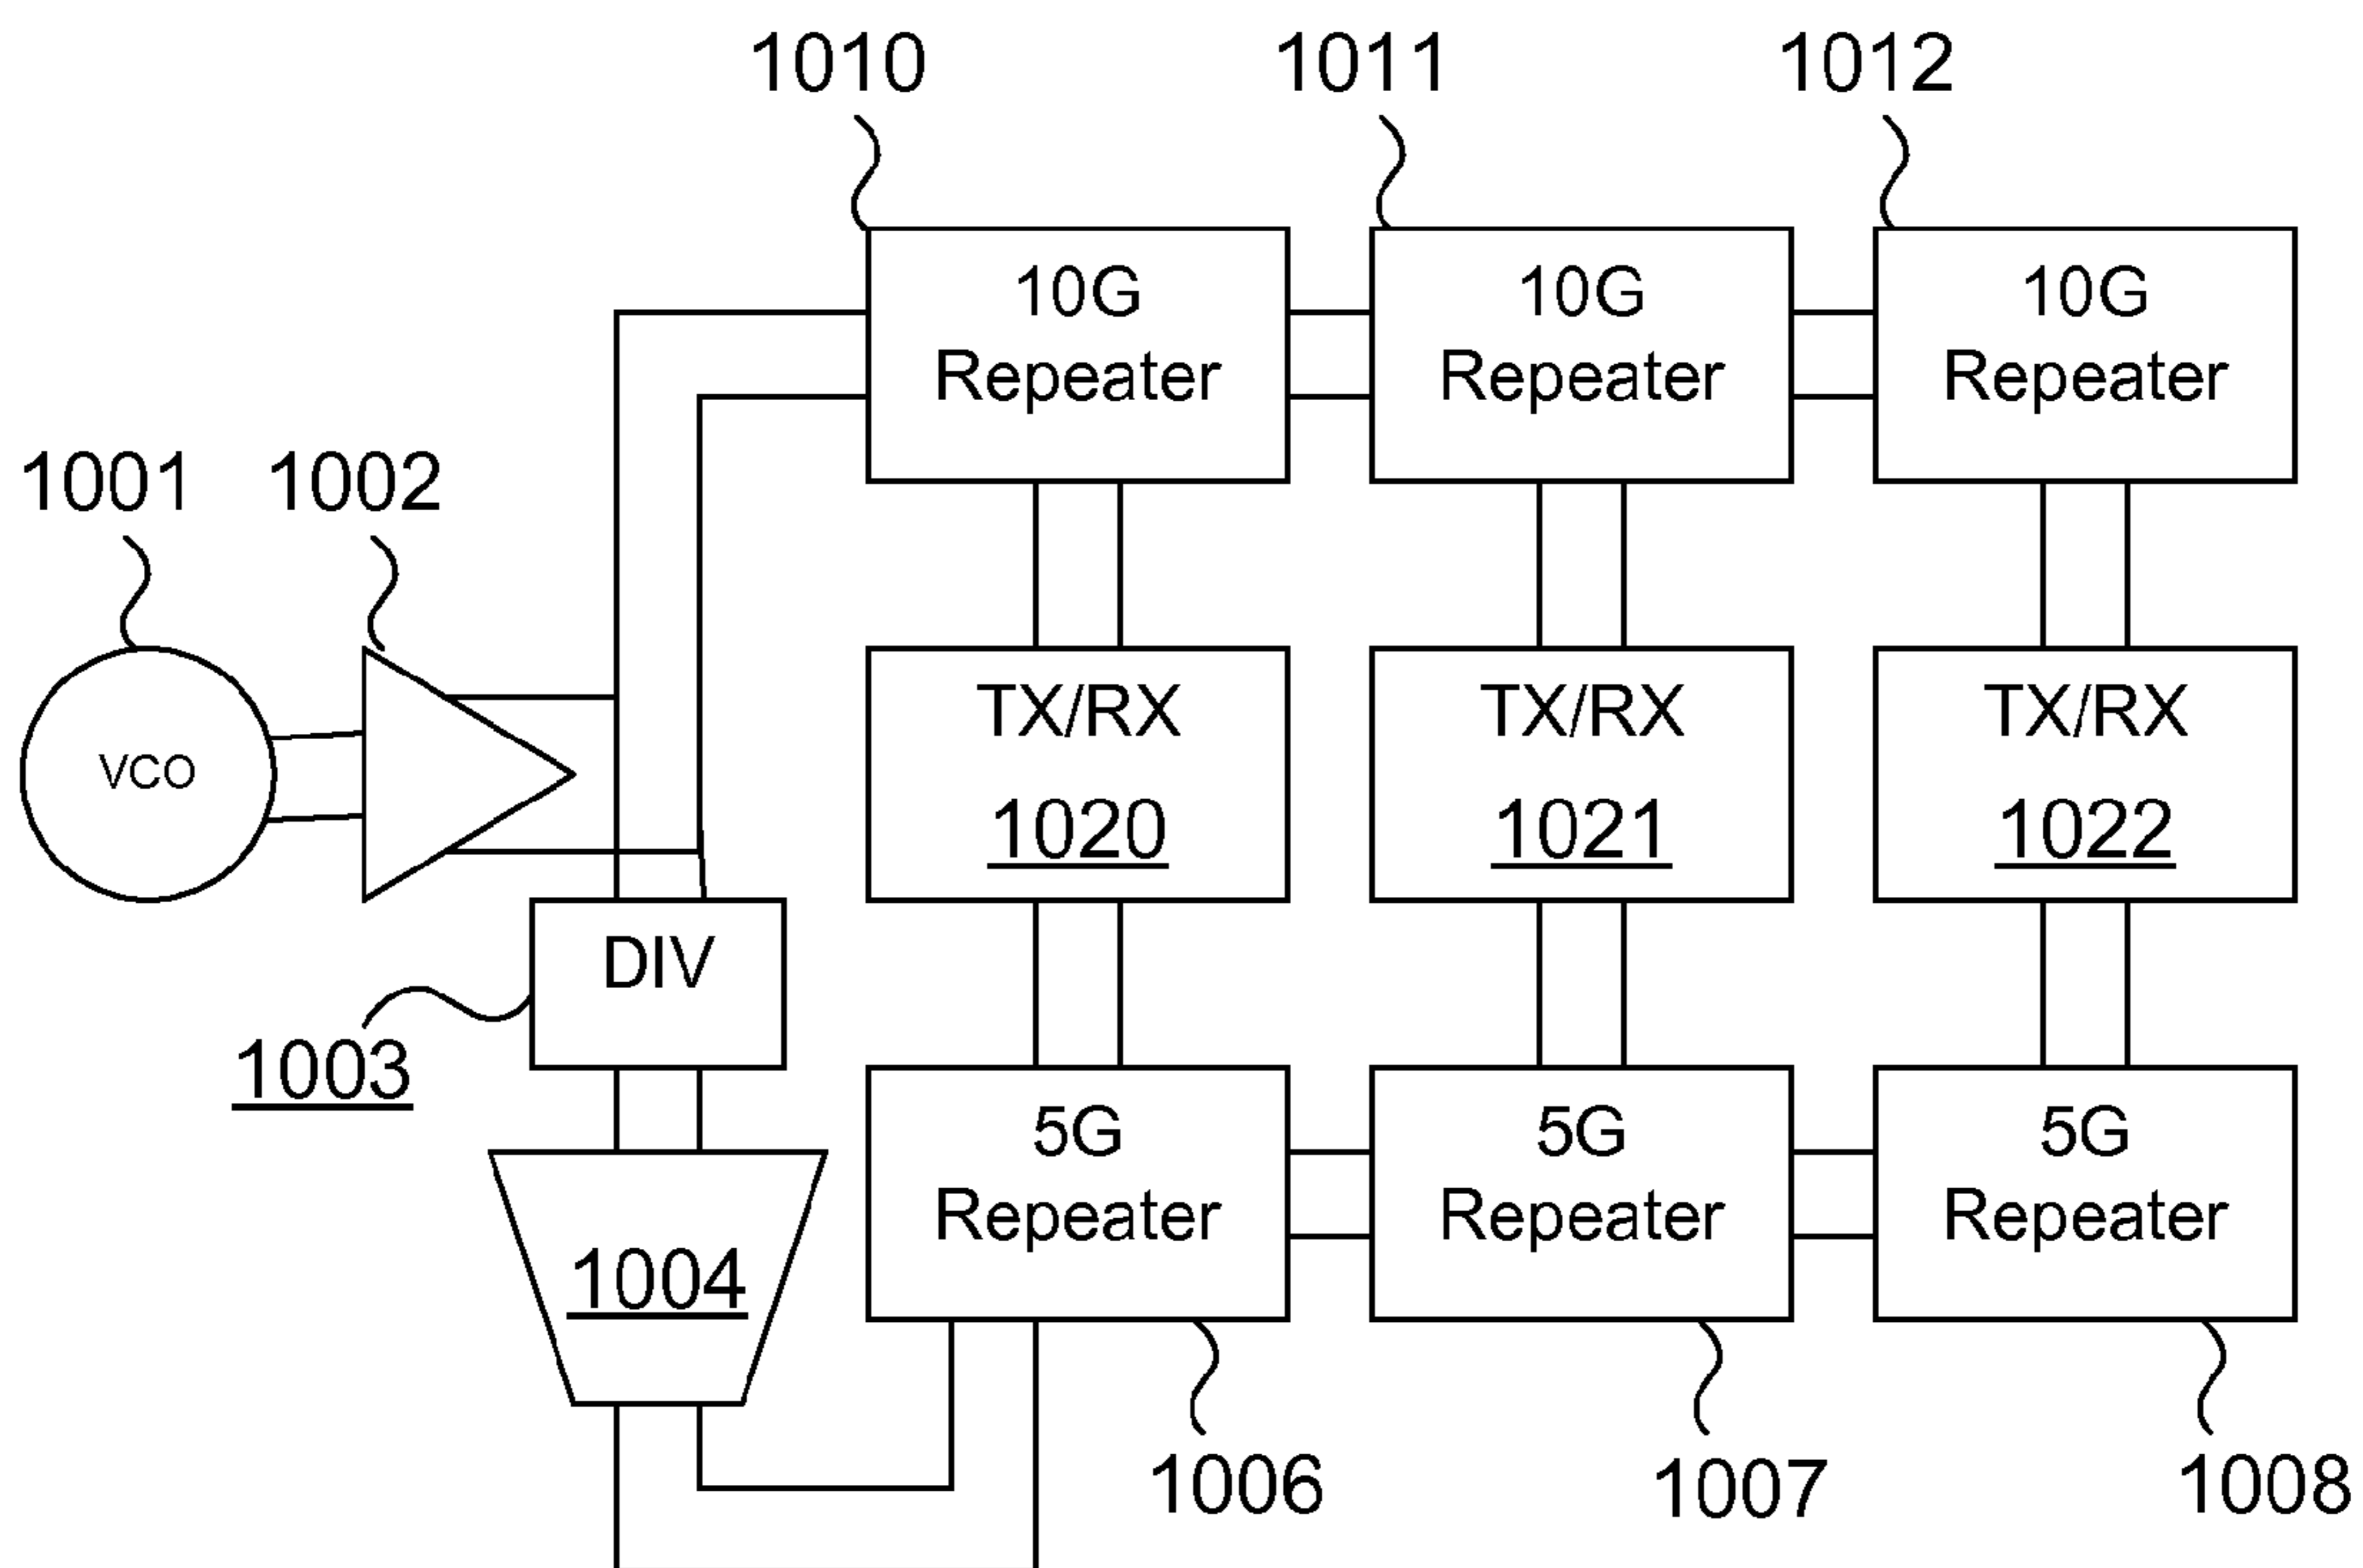 1010
1011
1012
10G
Repeater
10G
Repeater
10G
Repeater
1001
1002
VCO
TX/RX
1020
TX/RX
1021
TX/RX
1022
DIV
1003
1004
5G
Repeater
5G
Repeater
5G
Repeater
1006
1007
1008